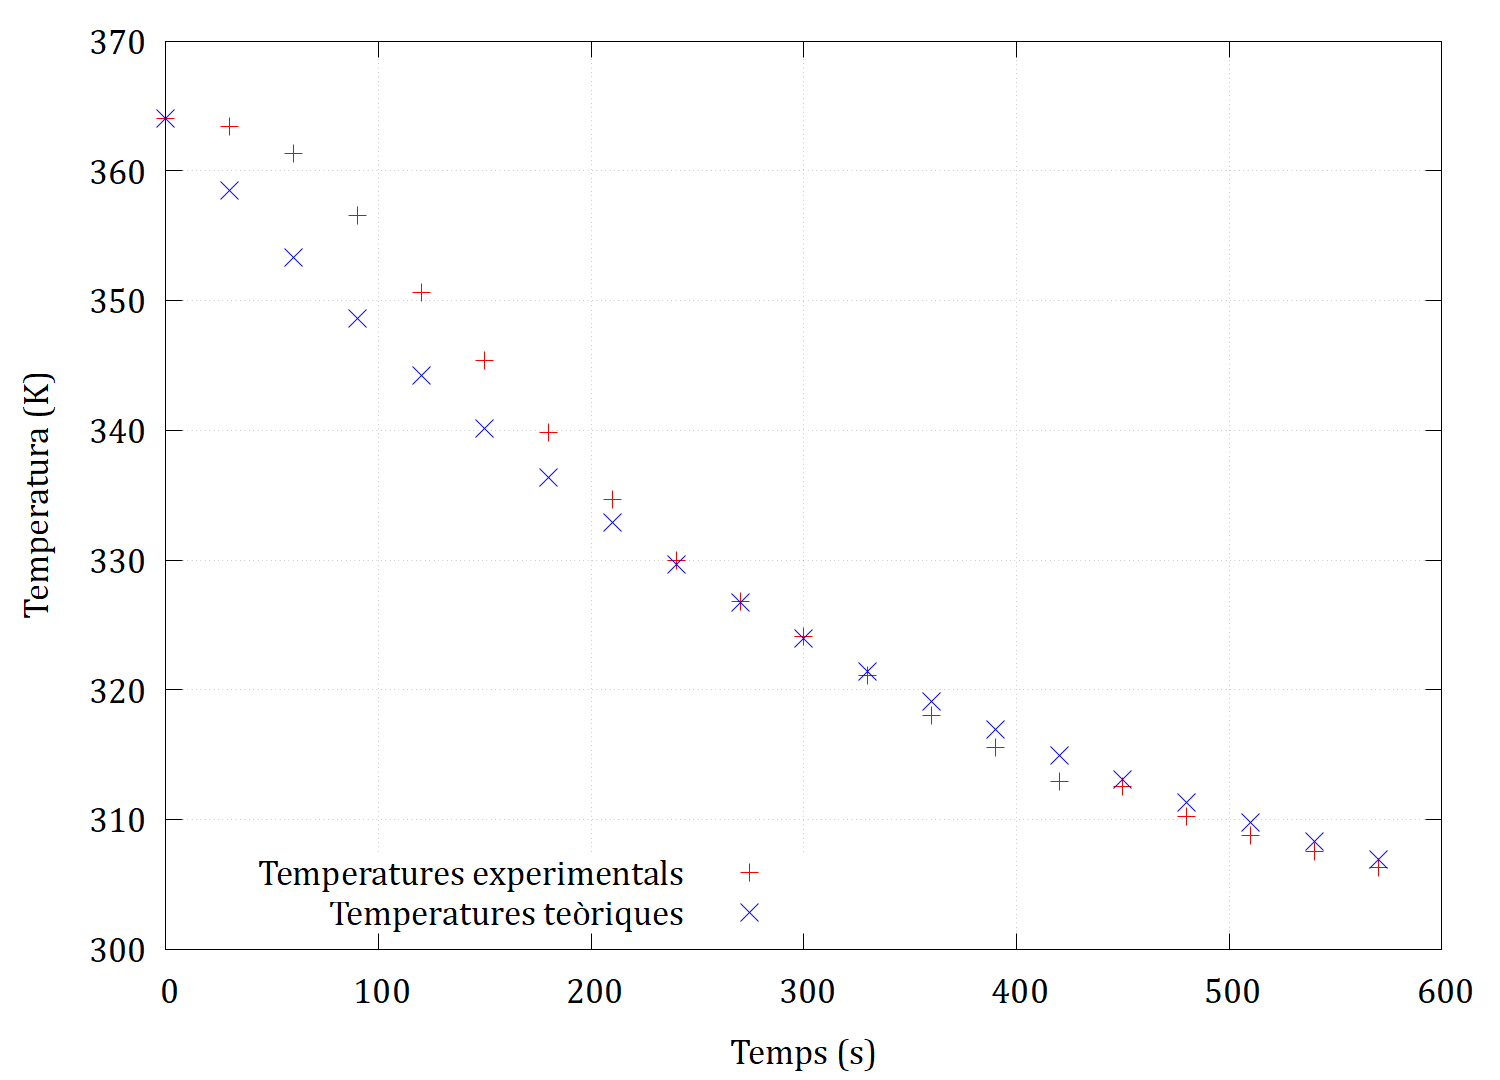 370
360
350
340
330
320
310
300
Temperatura (K)
Temperatures experimentals
Temperatures teòriques
0 100 200 300 400 500 600
Temps (s)